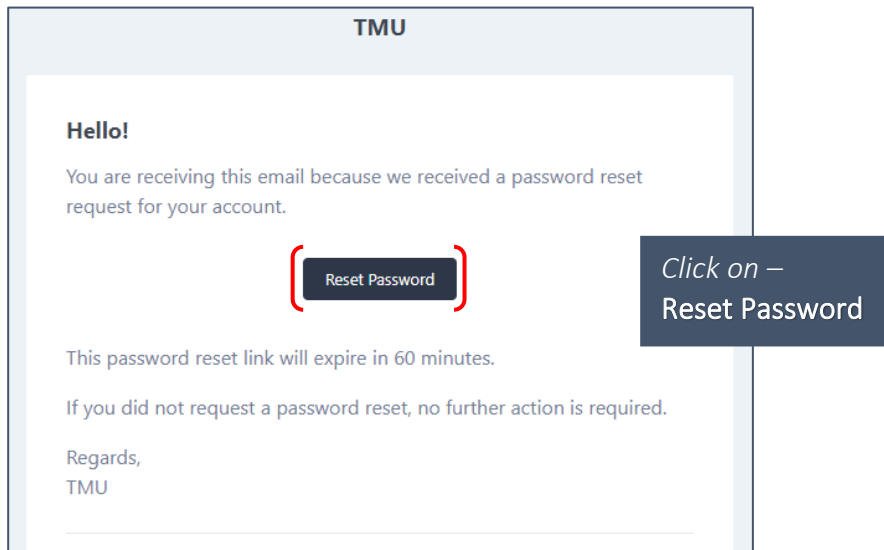 TMU
Hello!
You are receiving this email because we received a password reset
request for your account.
Reset Password
Click on –
Reset Password
This password reset link will expire in 60 minutes.
If you did not request a password reset, no further action is required.
Regards,
TMU